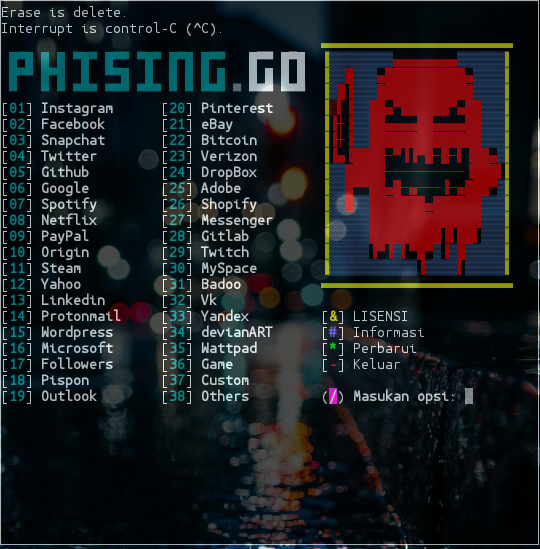 Erase is delete.
Interrupt is control-C (^C).
PHISING.GO
[01] Instagram [20] Pinterest
[02] Facebook [21] eBay
[03] Snapchat [22] Bitcoin
[04] Twitter [23] Verizon
[05] Github [24] DropBox
[06] Google [25] Adobe
[07] Spotify [26] Shopify
[08] Netflix [27] Messenger
[09] PayPal [28] Gitlab
[10] Origin [29] Twitch
[11] Steam [30] MySpace
[12] Yahoo [31] Badoo
[13] Linkedin [32] Vk
[14] Protonmail [33] Yandex
[15] Wordpress [34] devianART
[16] Microsoft [35] Wattpad
[17] Followers [36] Game
[18] Pispon [37] Custom
[19] Outlook [38] Others
[&] LISENSI
[#] Informasi
[*] Perbarui
[-] Keluar
(/) Masukan opsi: